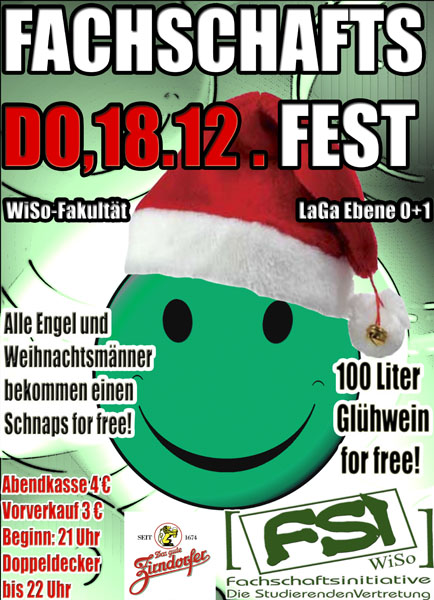 FACHSCHAFTS
DO,18.12. FEST
WiSo-Fakultät
LaGa Ebene 0+1
Alle Engel und
Weihnachtsmänner
bekommen einen
Schnaps for free!
100 Liter
Glühwein
for free!
Abendkasse 4€
Vorverkauf 3 €
Beginn: 21 Uhr
Doppeldecker
bis 22 Uhr
SEIT 1674
Das gute
Zirndorfer
[FSI]
WiSo
Fachschaftsinitiative
Die StudierendenVertretung